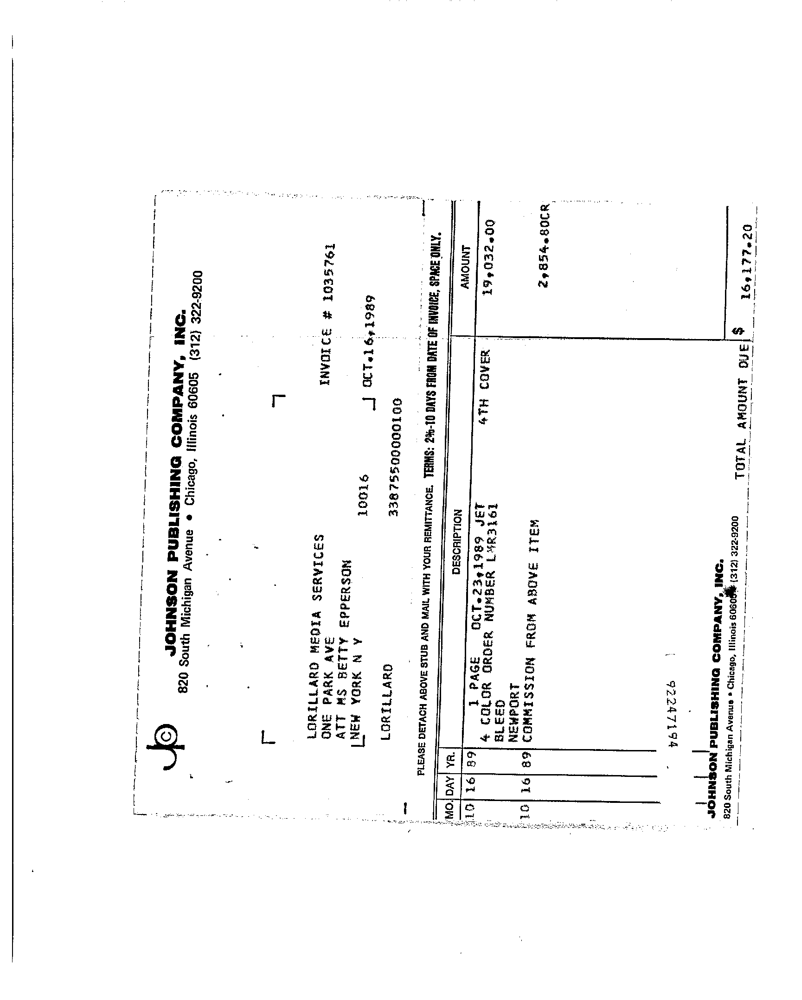 JOHNSON PUBLISHING COMPANY, INC.
820 South Michigan Avenue • Chicago, Illinois 60605 (312) 322-9200
INVOICE # 1035761
LORILLARD MEDIA SERVICES
ONE PARK AVE
ATT MS BETTY EPPERSON
NEW YORK N Y 10016 OCT.16,1989
33875500000100
LORILLARD
PLEASE DETACH ABOVE STUB AND MAIL WITH YOUR REMITTANCE. TERMS: 2%-10 DAYS FROM DATE OF INVOICE, SPACE ONLY.
MO. DAY YR. DESCRIPTION AMOUNT
10 16 89 1 PAGE OCT.23,1989 JET 4TH COVER 19,032.00
4 COLOR ORDER NUMBER LMR3161
BLEED
NEWPORT
10 16 89 COMMISSION FROM ABOVE ITEM 2,854.80CR
92247194
JOHNSON PUBLISHING COMPANY, INC.
820 South Michigan Avenue • Chicago, Illinois 60605 (312) 322-9200
TOTAL AMOUNT DUE $ 16,177.20